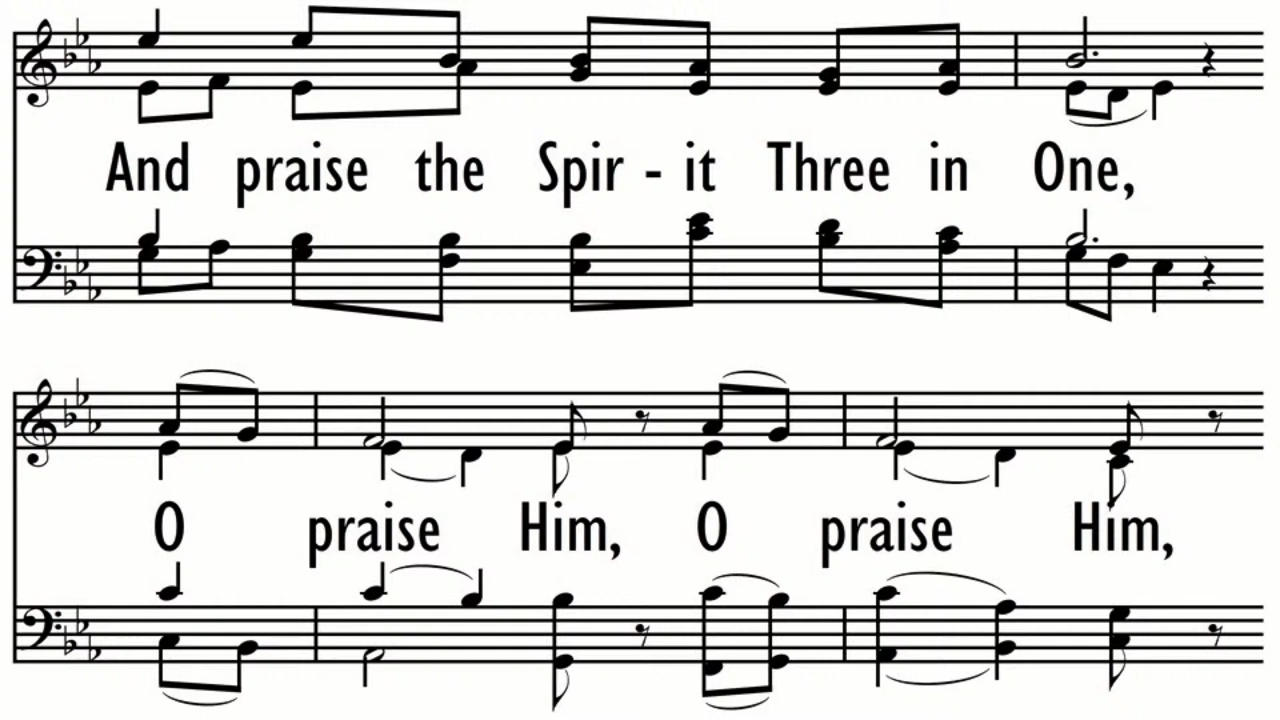 And praise the Spir - it Three in One,
O praise Him, O praise Him,